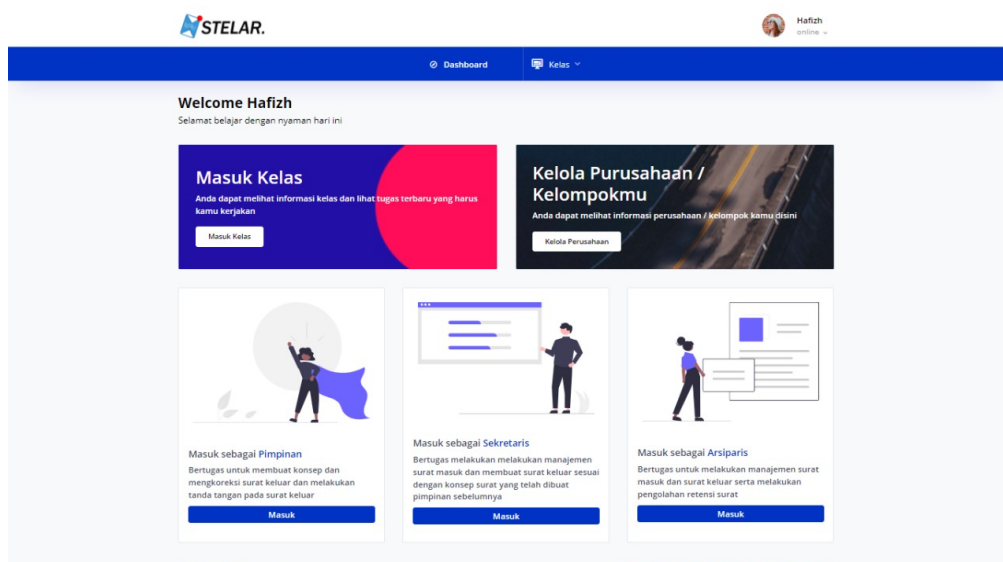 STELAR.
Hafizh
online
Dashboard
Kelas
Welcome Hafizh
Selamat belajar dengan nyaman hari ini
Masuk Kelas
Anda dapat melihat informasi kelas dan lihat tugas terbaru yang harus
kamu kerjakan
Masuk Kelas
Kelola Purusahaan /
Kelompokmu
Anda dapat melihat informasi perusahaan / kelompok kamu disini
Kelola Perusahaan
Masuk sebagai Pimpinan
Bertugas untuk membuat konsep dan
mengkoreksi surat keluar dan melakukan
tanda tangan pada surat keluar
Masuk
Masuk sebagai Sekretaris
Bertugas melakukan melakukan manajemen
surat masuk dan membuat surat keluar sesuai
dengan konsep surat yang telah dibuat
pimpinan sebelumnya
Masuk
Masuk sebagai Arsiparis
Bertugas untuk melakukan manajemen surat
masuk dan surat keluar serta melakukan
pengolahan retensi surat
Masuk